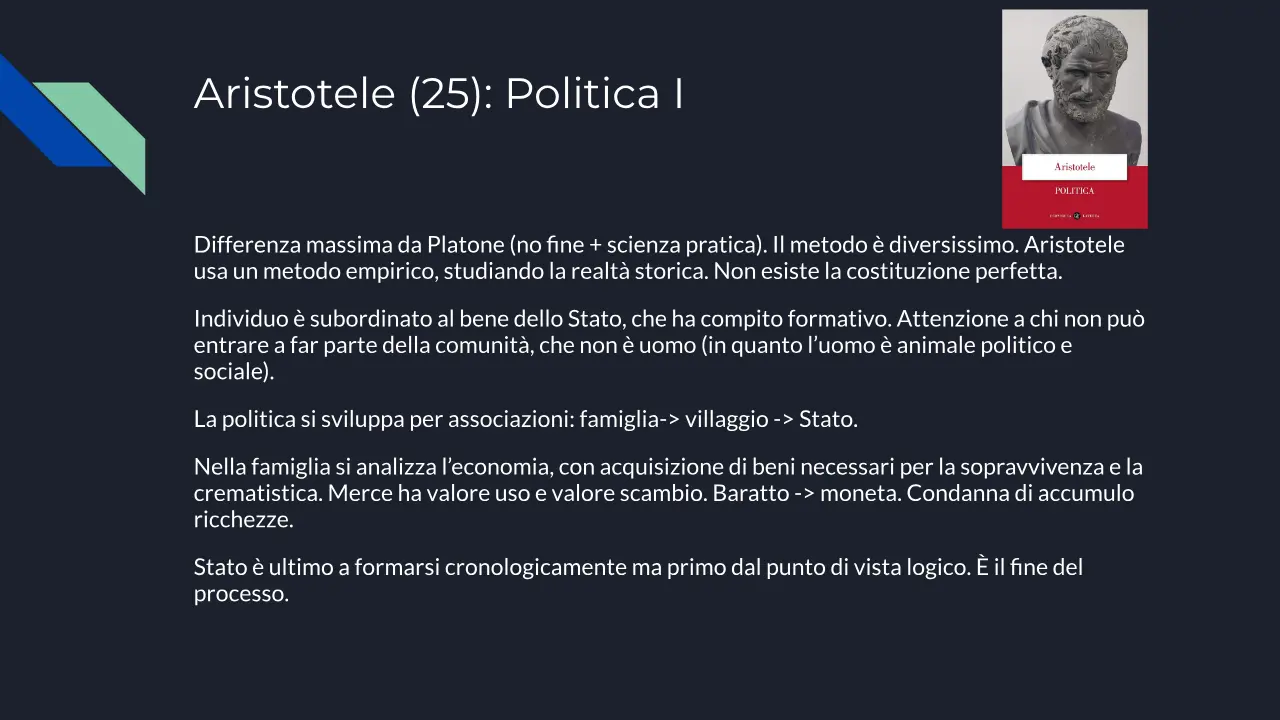 Aristotele (25): Politica I
Aristotele
POLITICA
Differenza massima da Platone (no fine + scienza pratica). Il metodo è diversissimo. Aristotele
usa un metodo empirico, studiando la realtà storica. Non esiste la costituzione perfetta.
Individuo è subordinato al bene dello Stato, che ha compito formativo. Attenzione a chi non può
entrare a far parte della comunità, che non è uomo (in quanto l’uomo è animale politico e
sociale).
La politica si sviluppa per associazioni: famiglia-> villaggio -> Stato.
Nella famiglia si analizza l’economia, con acquisizione di beni necessari per la sopravvivenza e la
crematistica. Merce ha valore uso e valore scambio. Baratto -> moneta. Condanna di accumulo
ricchezze.
Stato è ultimo a formarsi cronologicamente ma primo dal punto di vista logico. È il fine del
processo.